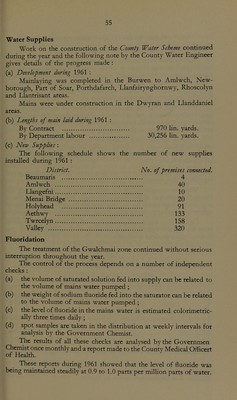 55
Water Supplies
Work on the construction of the County Water Scheme continued
during the year and the following note by the County Water Engineer
gives details of the progress made :
(a) Development during 1961 :
Mainlaying was completed in the Burwen to Amlwch, New-
borough, Part of Soar, Porthdafarch, Llanfairynghornwy, Rhoscolyn
and Llantrisant areas.
Mains were under construction in the Dwyran and Llanddaniel
areas.
(b) Lengths of main laid during 1961 :
By Contract ..................... 970 lin. yards.
By Department labour ............... 30,256 lin. yards.
(c) New Supplies :
The following schedule shows the number of new supplies
installed during 1961 :
District. No. of premises connected.
Beaumaris .............................. 4
Amlwch .............................. 40
Llangefni .............................. 10
Menai Bridge .............................. 20
Holyhead .............................. 91
Aethwy .............................. 133
Twrcelyn .............................. 158
Valley .............................. 320
Fluoridation
The treatment of the Gwalchmai zone continued without serious
interruption throughout the year.
The control of the process depends on a number of independent
checks :
(a) the volume of saturated solution fed into supply can be related to
the volume of mains water pumped ;
(b) the weight of sodium fluoride fed into the saturator can be related
to the volume of mains water pumped ;
(c) the level of fluoride in the mains water is estimated colorimetric-
ally three times daily ;
(d) spot samples are taken in the distribution at weekly intervals for
analysis by the Government Chemist.
The results of all these checks are analysed by the Governmen
Chemist once monthly and a report made to the County Medical Officert
of Health.
These reports during 1961 showed that the level of fluoride was
being maintained steadily at 0.9 to 1.0 parts per million parts of water.